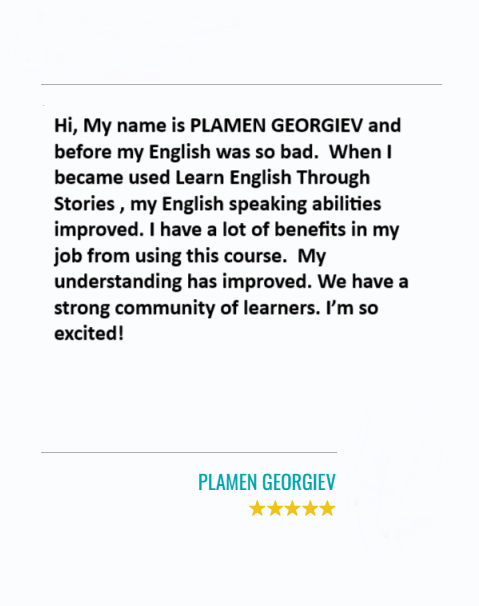 Hi, My name is PLAMEN GEORGIEV and
before my English was so bad.  When I
became used Learn English Through
Stories , my English speaking abilities
improved. I have a lot of benefits in my
job from using this course.  My
understanding has improved. We have a
strong community of learners. I'm so
excited!
PLAMEN GEORGIEV